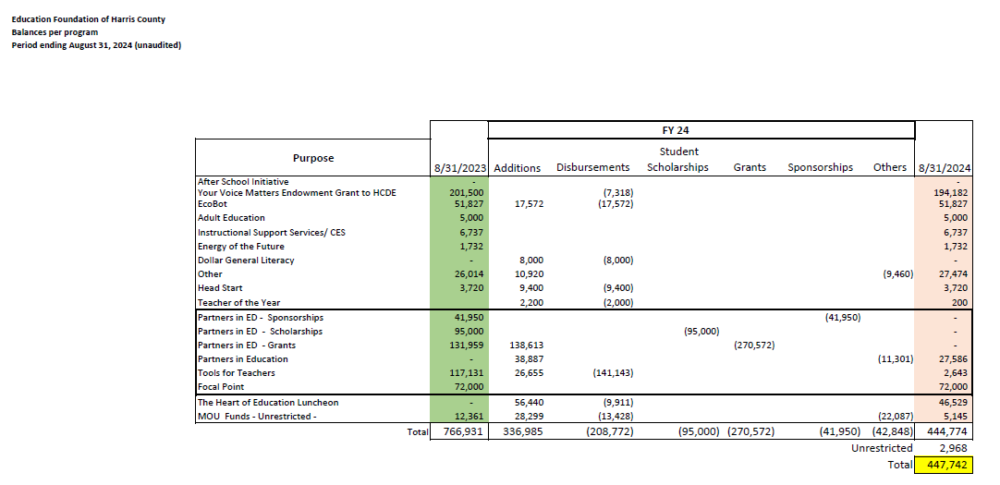 Education Foundation of Harris County
Balances per program
Period ending August 31, 2024 (unaudited)
FY 24
Purpose 8/31/2023 Additions Disbursements Student Scholarships Grants Sponsorships Others 8/31/2024
After School Initiative - -
Your Voice Matters Endowment Grant to HCDE 201,500 (7,318) 194,182
EcoBot 51,827 17,572 (17,572) 51,827
Adult Education 5,000 5,000
Instructional Support Services/ CES 6,737 6,737
Energy of the Future 1,732 1,732
Dollar General Literacy - 8,000 (8,000) -
Other 26,014 10,920 (9,460) 27,474
Head Start 3,720 9,400 (9,400) 3,720
Teacher of the Year 2,200 (2,000) 200
Partners in ED - Sponsorships 41,950 (41,950) -
Partners in ED - Scholarships 95,000 (95,000) -
Partners in ED - Grants 131,959 138,613 (270,572) -
Partners in Education - 38,887 (11,301) 27,586
Tools for Teachers 117,131 26,655 (141,143) 2,643
Focal Point 72,000 72,000
The Heart of Education Luncheon - 56,440 (9,911) 46,529
MOU Funds - Unrestricted - 12,361 28,299 (13,428) (22,087) 5,145
Total 766,931 336,985 (208,772) (95,000) (270,572) (41,950) (42,848) 444,774
Unrestricted 2,968
Total 447,742